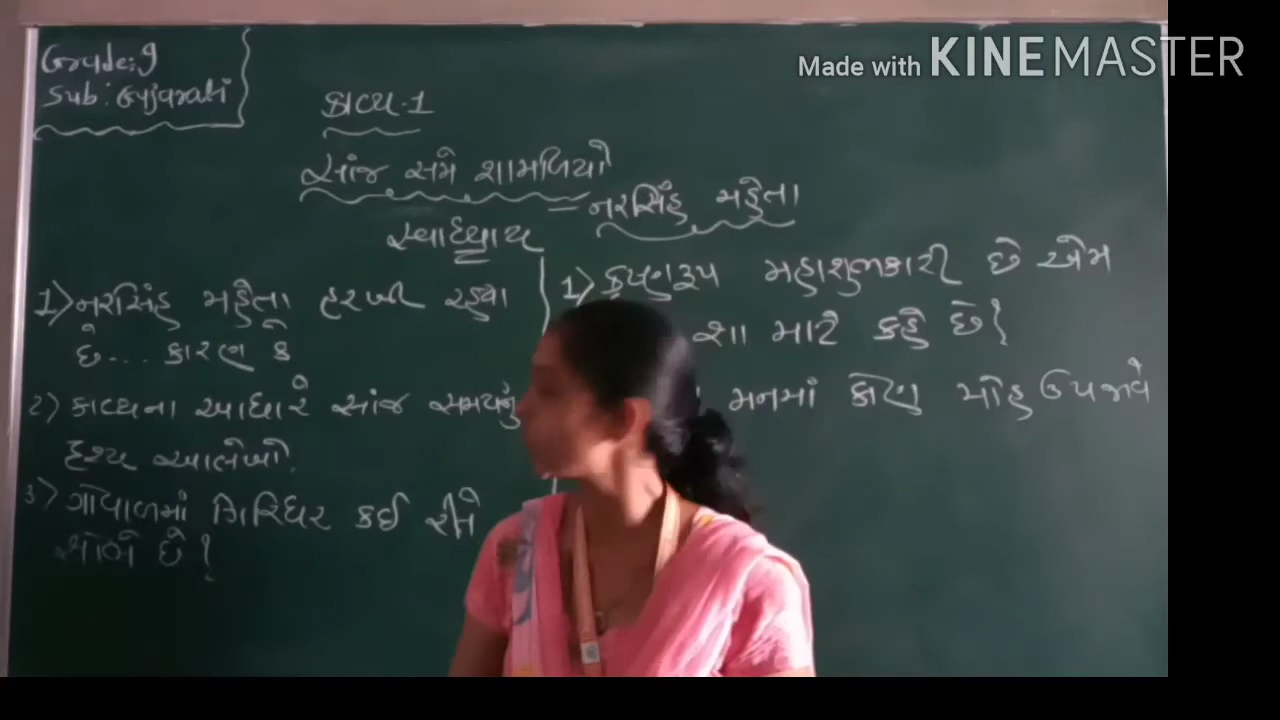 Made with KINEMASTER
Grade: 9
Sub: Gujarati
કાવ્ય-1
સાંજ સમે શામળિયો
– નરસિંહ મહેતા
સ્વાધ્યાય
1) નરસિંહ મહેતા હરખી રહ્યા
છે... કારણ કે
2) કાવ્યના આધારે સાંજ સમયનું
દૃશ્ય આલેખો.
3) ગોવાળમાં ગિરિધર કઈ રીતે
શોભે છે?
1) કૃષ્ણરૂપ મહાશુભકારી છે એમ
શા માટે કહે છે?
મનમાં કોણ મોહ ઉપજાવે